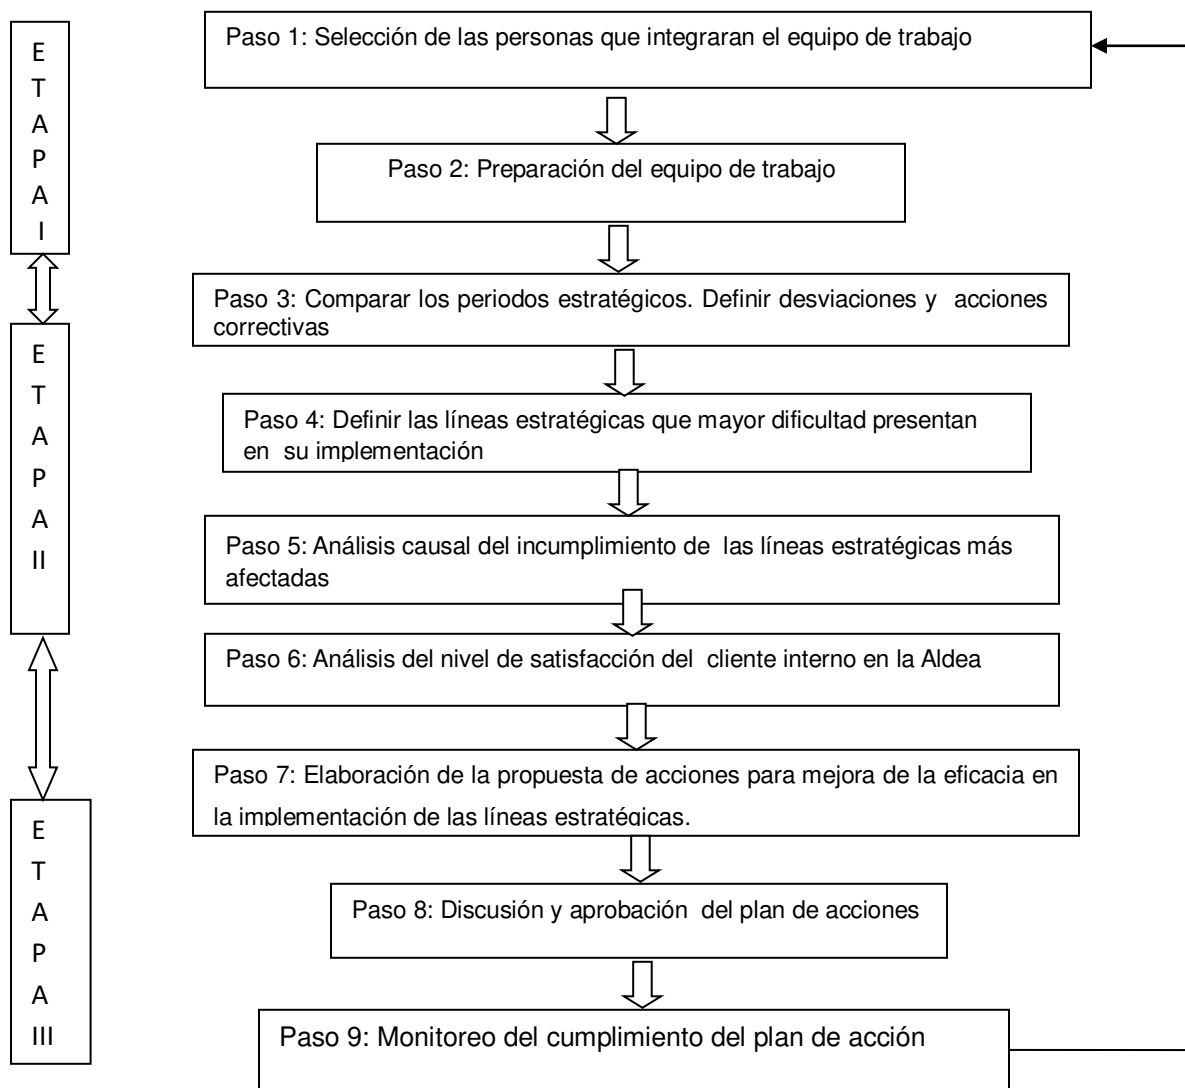 E
T
A
P
A
I
Paso 1: Selección de las personas que integraran el equipo de trabajo
Paso 2: Preparación del equipo de trabajo
E
T
A
P
A
II
Paso 3: Comparar los periodos estratégicos. Definir desviaciones y acciones
correctivas
Paso 4: Definir las líneas estratégicas que mayor dificultad presentan
en su implementación
Paso 5: Análisis causal del incumplimiento de las líneas estratégicas más
afectadas
Paso 6: Análisis del nivel de satisfacción del cliente interno en la Aldea
E
T
A
P
A
III
Paso 7: Elaboración de la propuesta de acciones para mejora de la eficacia en
la implementación de las líneas estratégicas.
Paso 8: Discusión y aprobación del plan de acciones
Paso 9: Monitoreo del cumplimiento del plan de acción